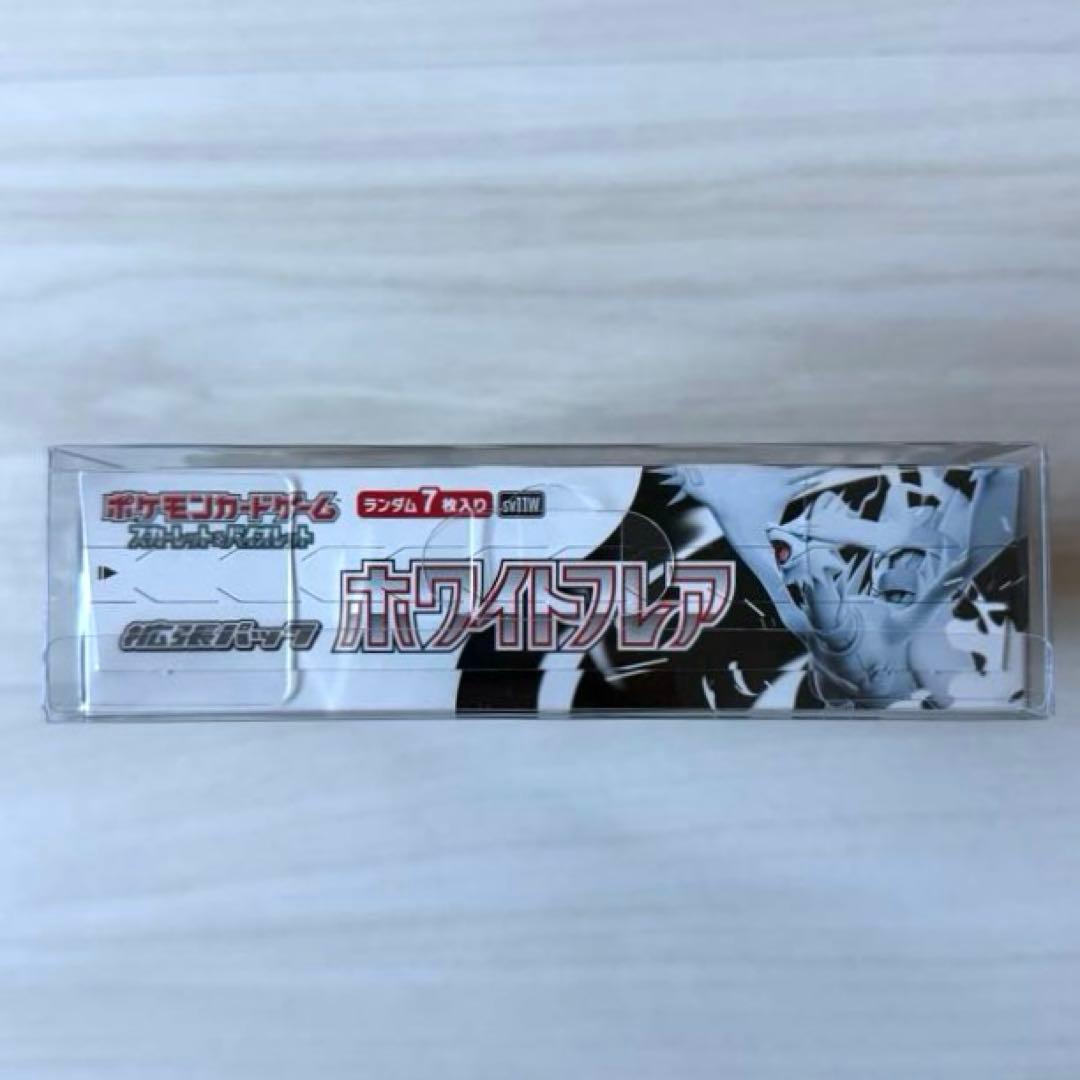 ポケモンカードゲーム
スカーレット&バイオレット
ランダム7枚入り
sv11W
拡張パック
ホワイトフレア